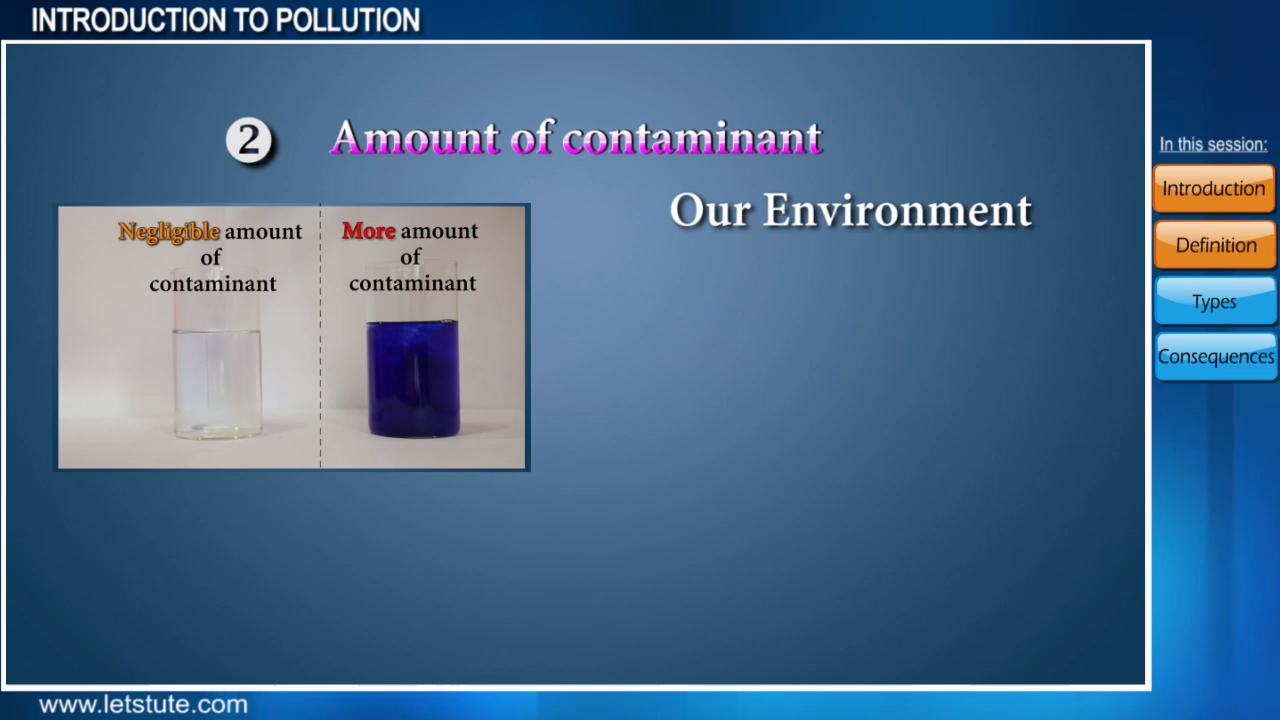 INTRODUCTION TO POLLUTION
2 Amount of contaminant
Our Environment
Negligible amount
of
contaminant
More amount
of
contaminant
In this session:
Introduction
Definition
Types
Consequences
www.letstute.com